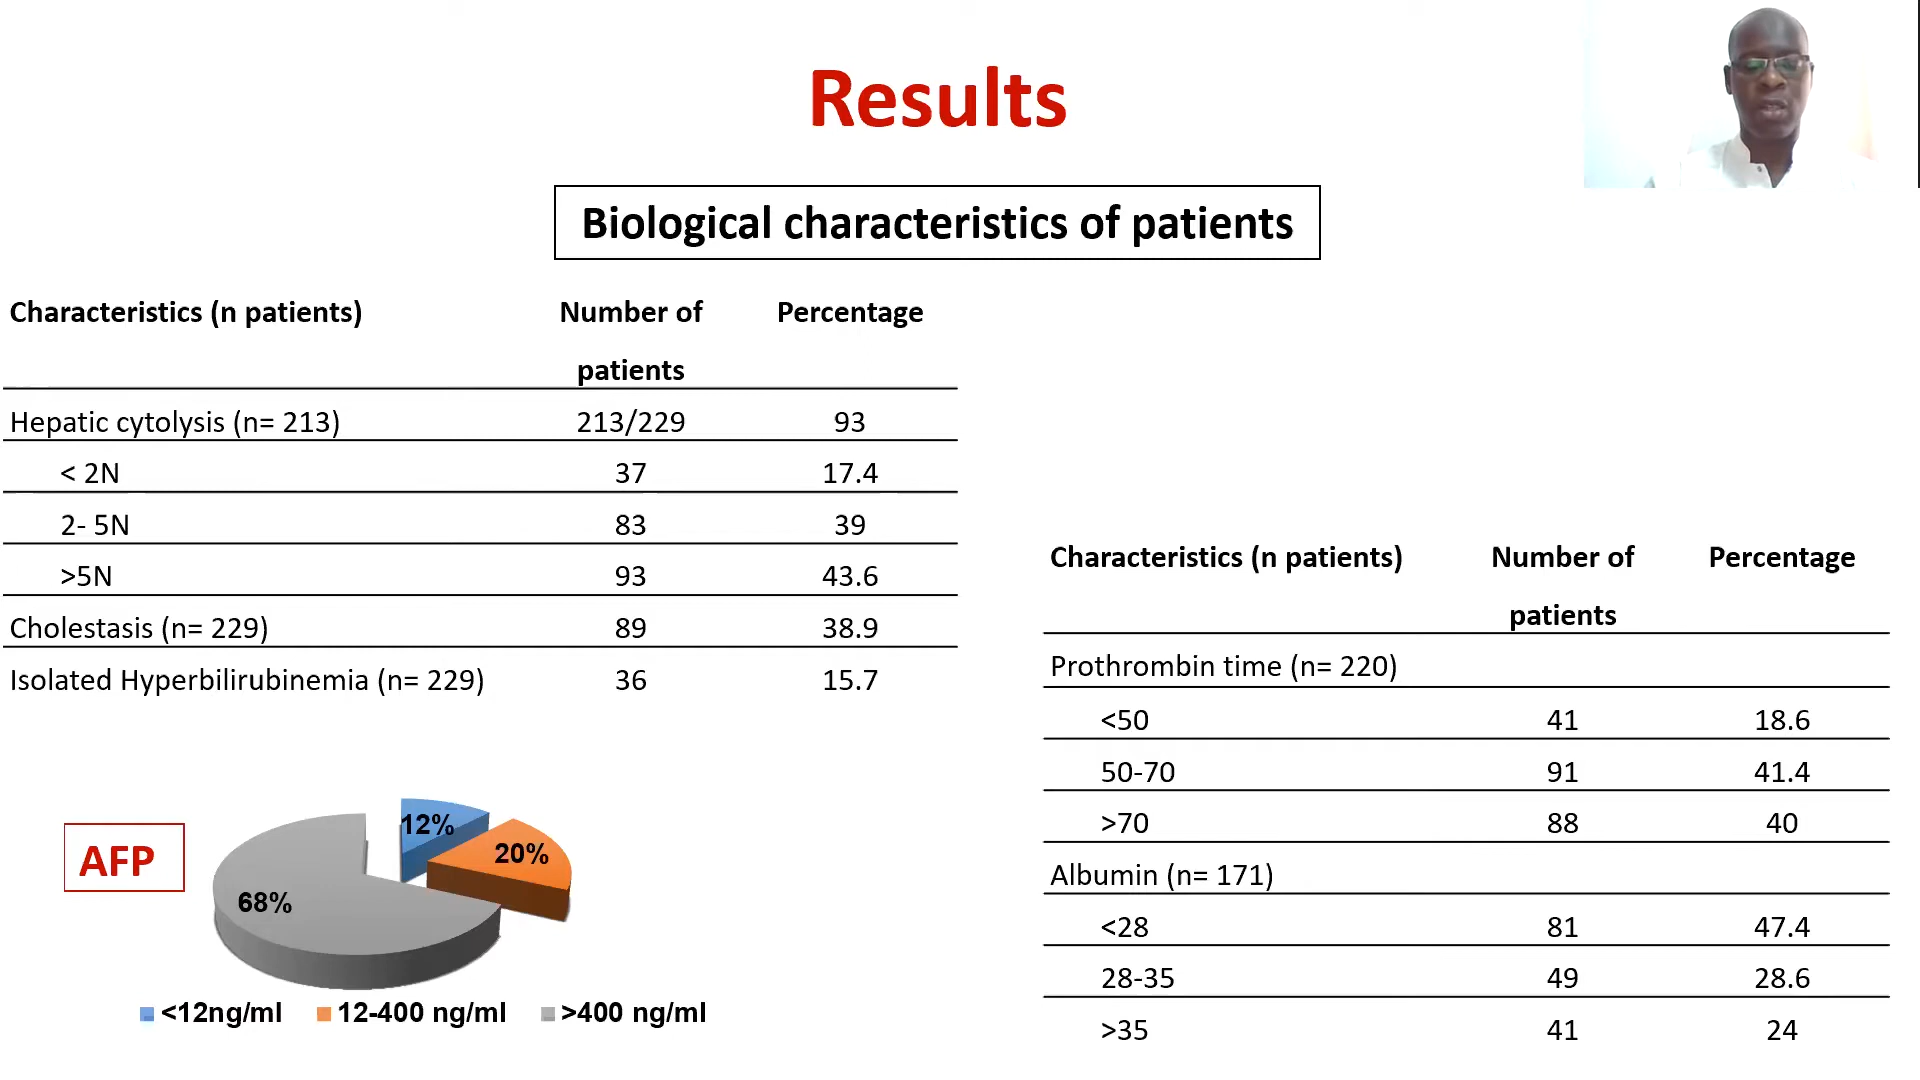 Results
Biological characteristics of patients
Characteristics (n patients) Number of patients Percentage
Hepatic cytolysis (n= 213) 213/229 93
< 2N 37 17.4
2- 5N 83 39
>5N 93 43.6
Cholestasis (n= 229) 89 38.9
Isolated Hyperbilirubinemia (n= 229) 36 15.7
AFP
12%
20%
68%
<12ng/ml 12-400 ng/ml >400 ng/ml
Characteristics (n patients) Number of patients Percentage
Prothrombin time (n= 220)
<50 41 18.6
50-70 91 41.4
>70 88 40
Albumin (n= 171)
<28 81 47.4
28-35 49 28.6
>35 41 24